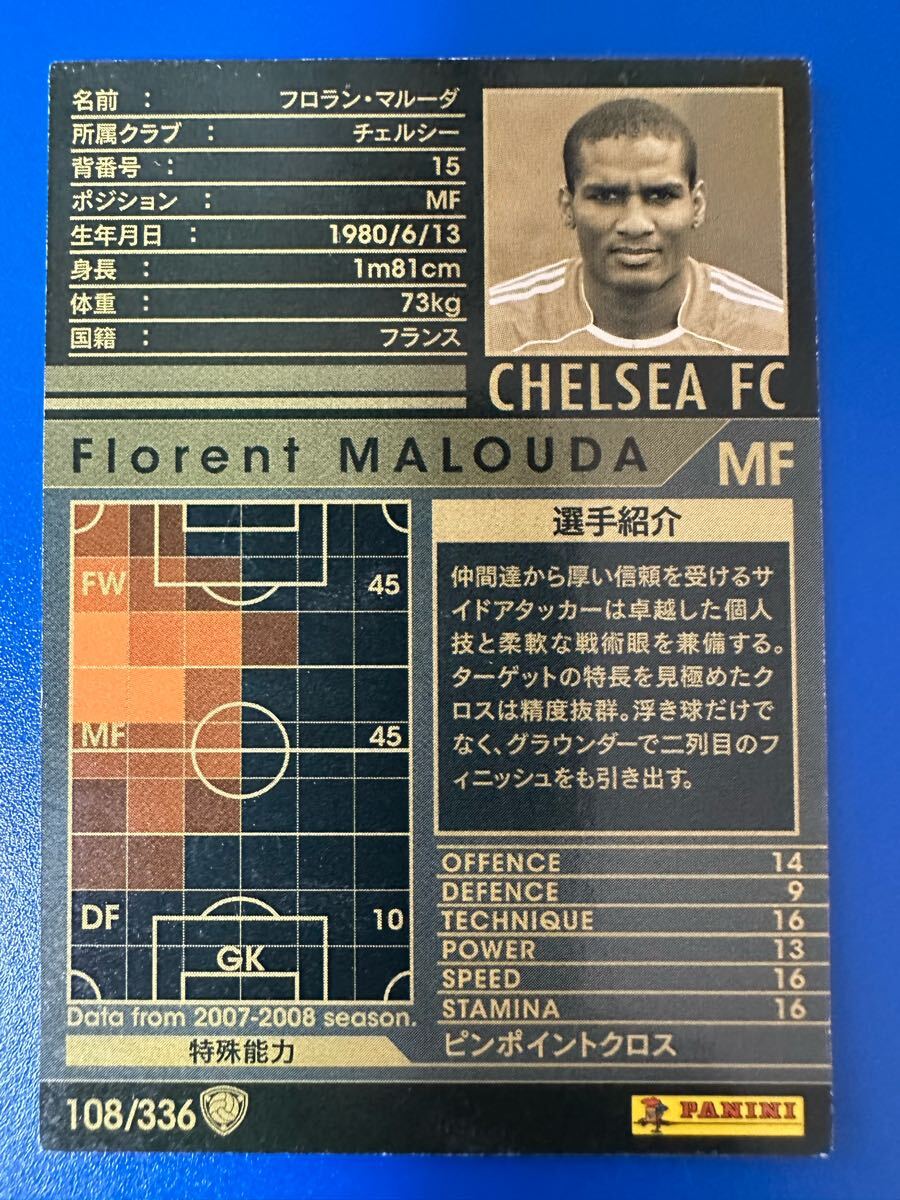 名前 : フロラン・マルーダ
所属クラブ : チェルシー
背番号 : 15
ポジション : MF
生年月日 : 1980/6/13
身長 : 1m81cm
体重 : 73kg
国籍 : フランス
CHELSEA FC
Florent MALOUDA
MF
FW 45
MF 45
DF 10
GK
Data from 2007-2008 season.
選手紹介
仲間達から厚い信頼を受けるサ
イドアタッカーは卓越した個人
技と柔軟な戦術眼を兼備する。
ターゲットの特長を見極めたク
ロスは精度抜群。浮き球だけで
なく、グラウンダーで二列目のフ
ィニッシュをも引き出す。
OFFENCE 14
DEFENCE 9
TECHNIQUE 16
POWER 13
SPEED 16
STAMINA 16
特殊能力 ピンポイントクロス
108/336
PANINI